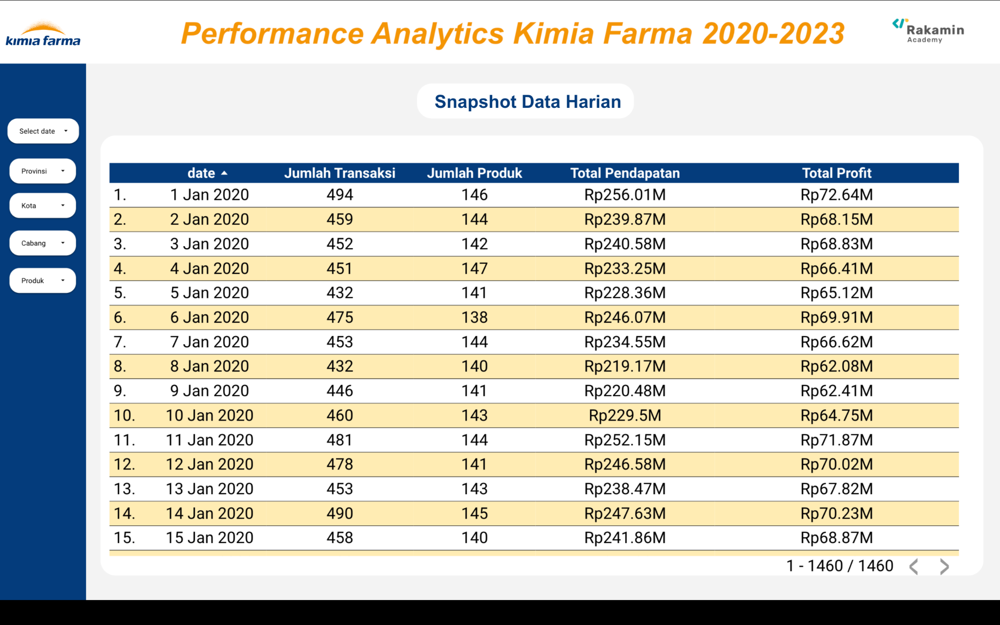 kimia farma
Performance Analytics Kimia Farma 2020-2023
Rakamin
Academy
Snapshot Data Harian
Select date
Provinsi
Kota
Cabang
Produk
date Jumlah Transaksi Jumlah Produk Total Pendapatan Total Profit
1. 1 Jan 2020 494 146 Rp256.01M Rp72.64M
2. 2 Jan 2020 459 144 Rp239.87M Rp68.15M
3. 3 Jan 2020 452 142 Rp240.58M Rp68.83M
4. 4 Jan 2020 451 147 Rp233.25M Rp66.41M
5. 5 Jan 2020 432 141 Rp228.36M Rp65.12M
6. 6 Jan 2020 475 138 Rp246.07M Rp69.91M
7. 7 Jan 2020 453 144 Rp234.55M Rp66.62M
8. 8 Jan 2020 432 140 Rp219.17M Rp62.08M
9. 9 Jan 2020 446 141 Rp220.48M Rp62.41M
10. 10 Jan 2020 460 143 Rp229.5M Rp64.75M
11. 11 Jan 2020 481 144 Rp252.15M Rp71.87M
12. 12 Jan 2020 478 141 Rp246.58M Rp70.02M
13. 13 Jan 2020 453 143 Rp238.47M Rp67.82M
14. 14 Jan 2020 490 145 Rp247.63M Rp70.23M
15. 15 Jan 2020 458 140 Rp241.86M Rp68.87M
1 - 1460 / 1460